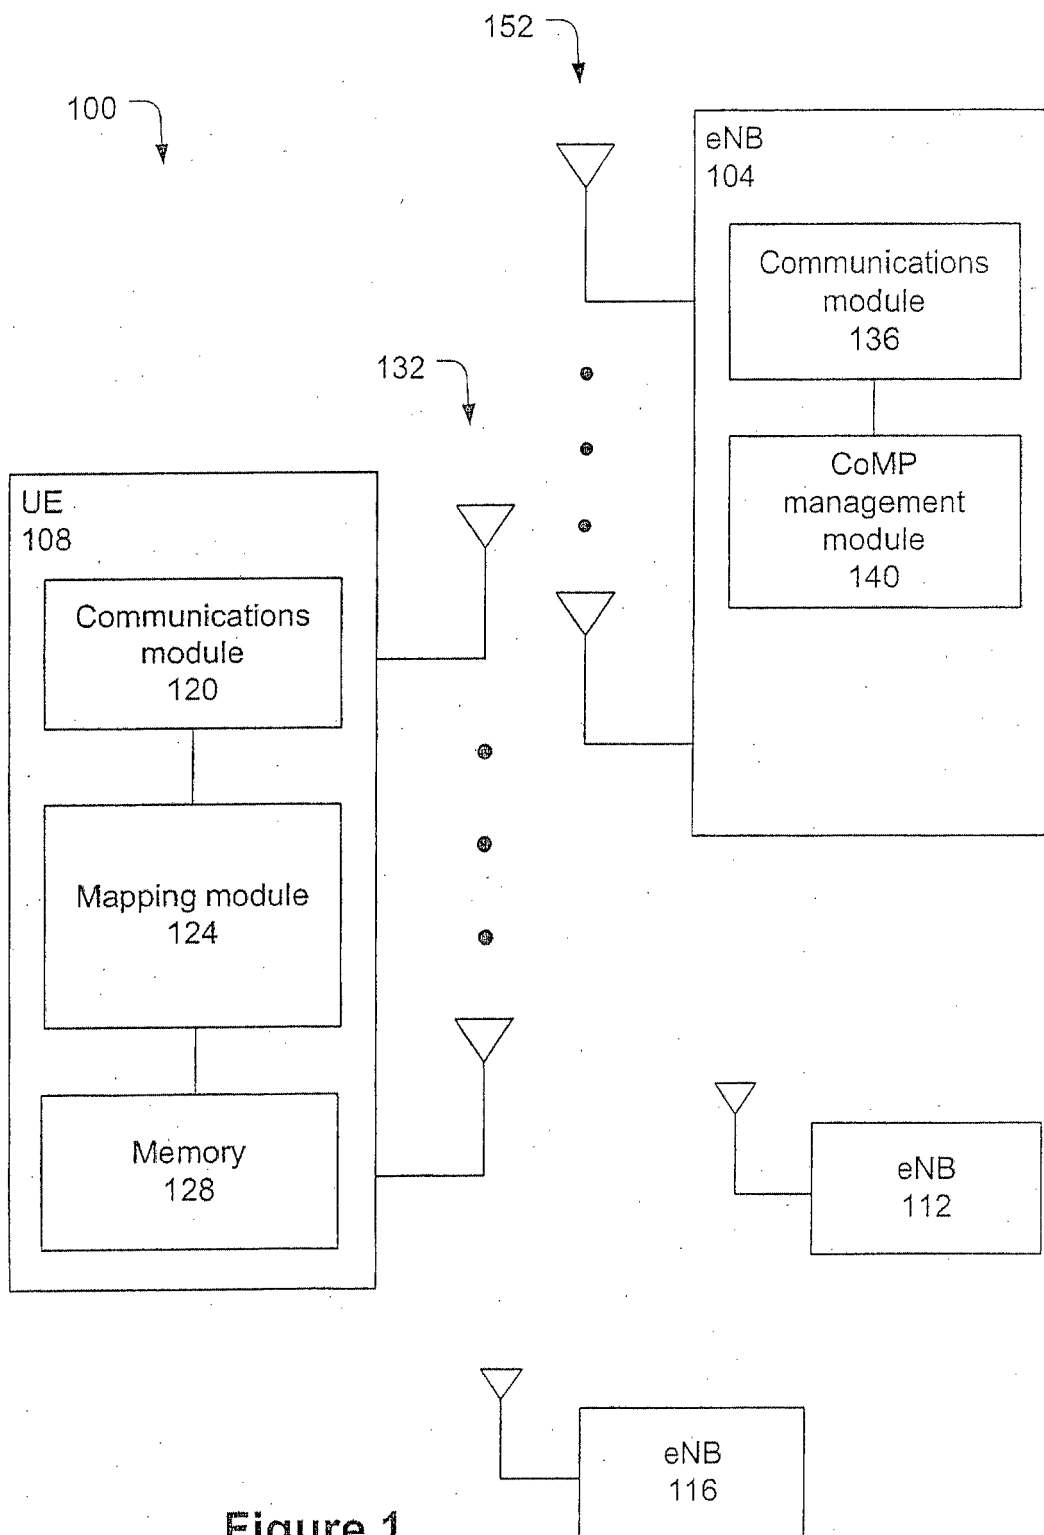 152
100
eNB
104
Communications
module
136
132
CoMP
management
module
140
UE
108
Communications
module
120
Mapping module
124
Memory
128
eNB
112
eNB
116
Figure 1